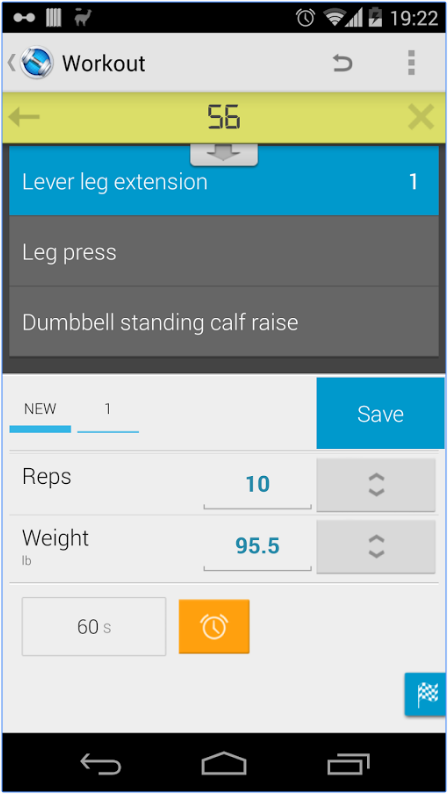 19:22
Workout
56
Lever leg extension 1
Leg press
Dumbbell standing calf raise
NEW 1 Save
Reps 10
Weight 95.5
lb
60 s